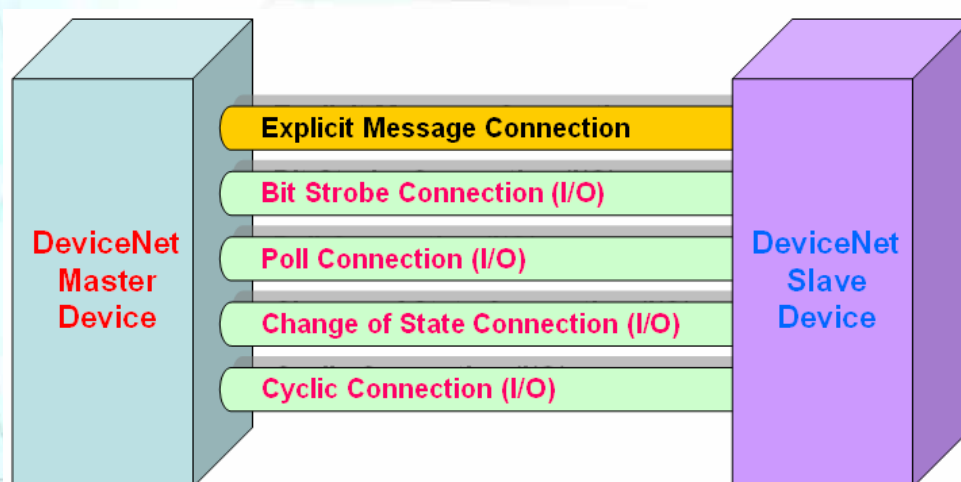 Explicit Message Connection
Bit Strobe Connection (I/O)
DeviceNet
Master
Device
Poll Connection (I/O)
DeviceNet
Slave
Device
Change of State Connection (I/O)
Cyclic Connection (I/O)